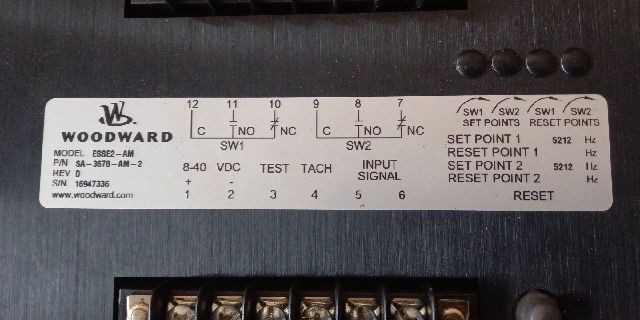 WOODWARD
MODEL ESSE2-AM
P/N SA-3678-AM-2
REV D
S/N 16947336
www.woodward.com
12 11 10 9 8 7
C NO NC C NO NC
SW1 SW2
8-40 VDC TEST TACH INPUT SIGNAL
+ -
1 2 3 4 5 6
SW1 SW2 SW1 SW2
SET POINTS RESET POINTS
SET POINT 1 5212 Hz
RESET POINT 1 Hz
SET POINT 2 5212 Hz
RESET POINT 2 Hz
RESET